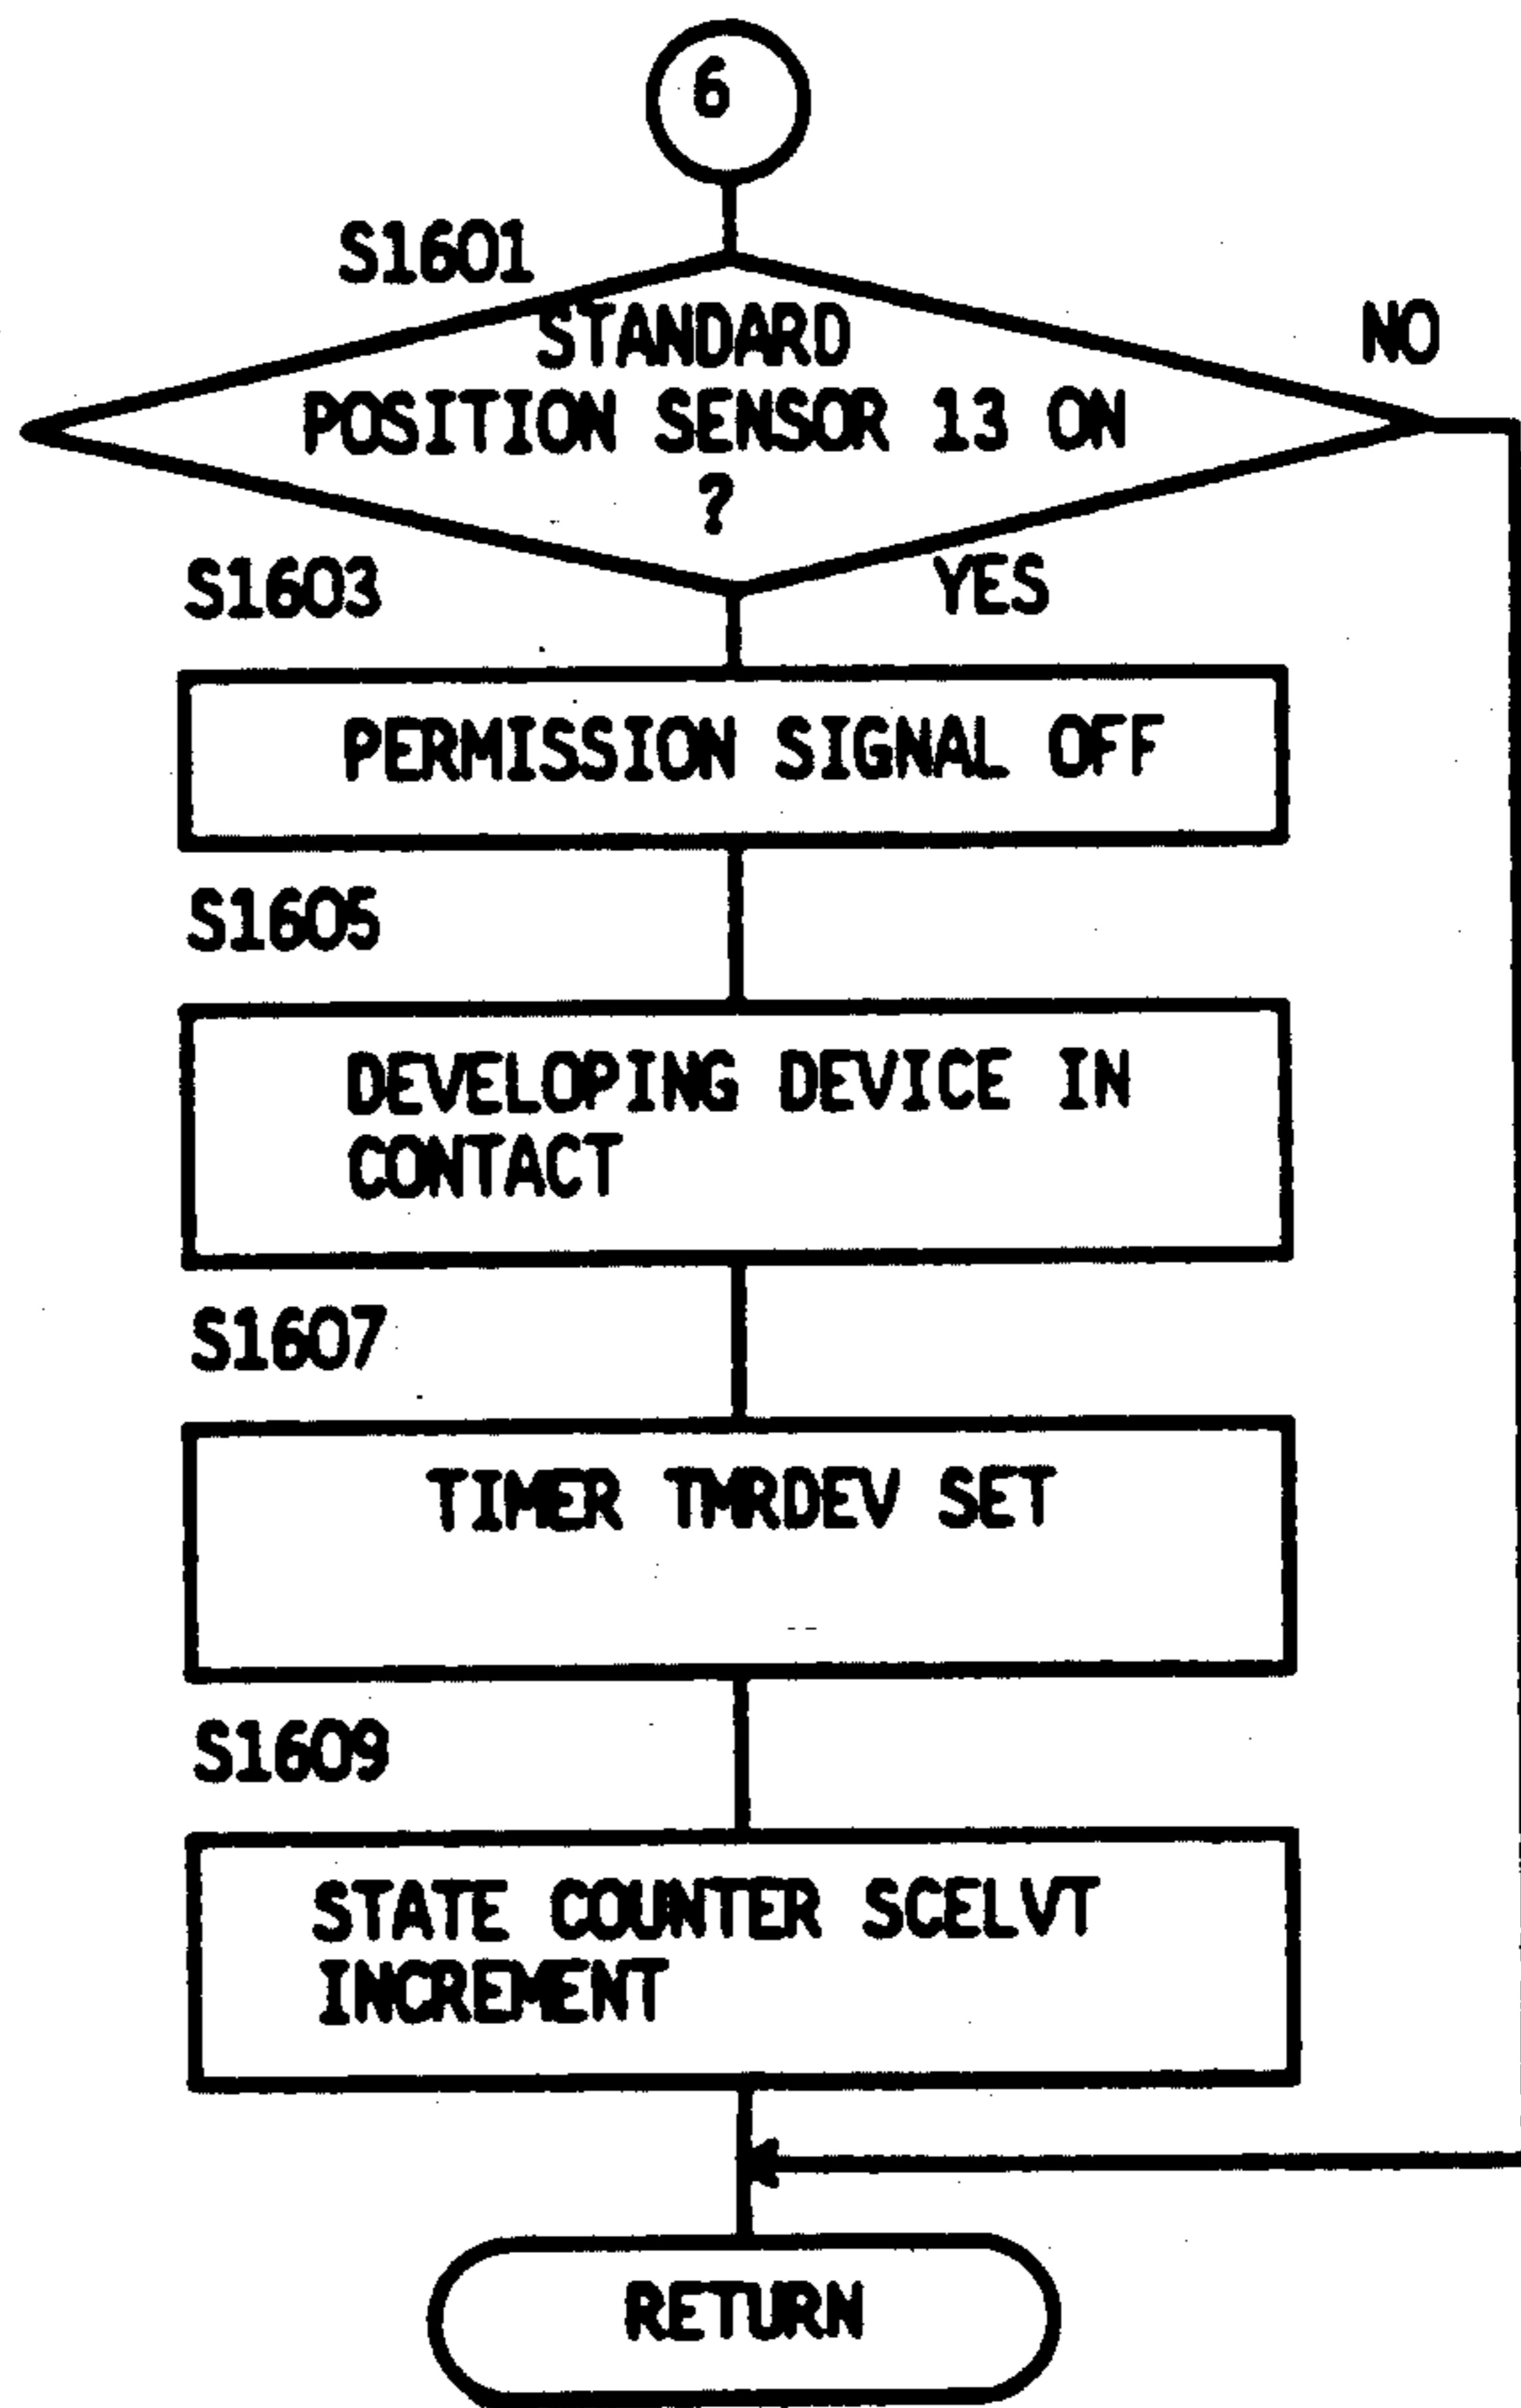 6
S1601
STANDARD
POSITION SENSOR 13 ON
?
NO
YES
S1603
PERMISSION SIGNAL OFF
S1605
DEVELOPING DEVICE IN
CONTACT
S1607
TIMER TMRDEV SET
S1609
STATE COUNTER SCELVT
INCREMENT
RETURN